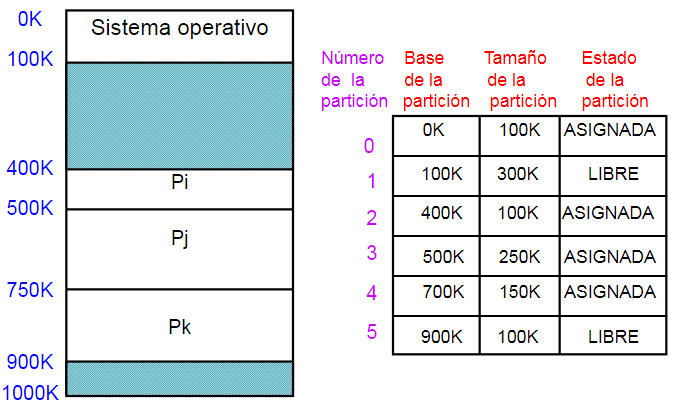 0K
Sistema operativo
100K
400K
Pi
500K
Pj
750K
Pk
900K
1000K
Número de la partición
Base de la partición
Tamaño de la partición
Estado de la partición
0 0K 100K ASIGNADA
1 100K 300K LIBRE
2 400K 100K ASIGNADA
3 500K 250K ASIGNADA
4 700K 150K ASIGNADA
5 900K 100K LIBRE